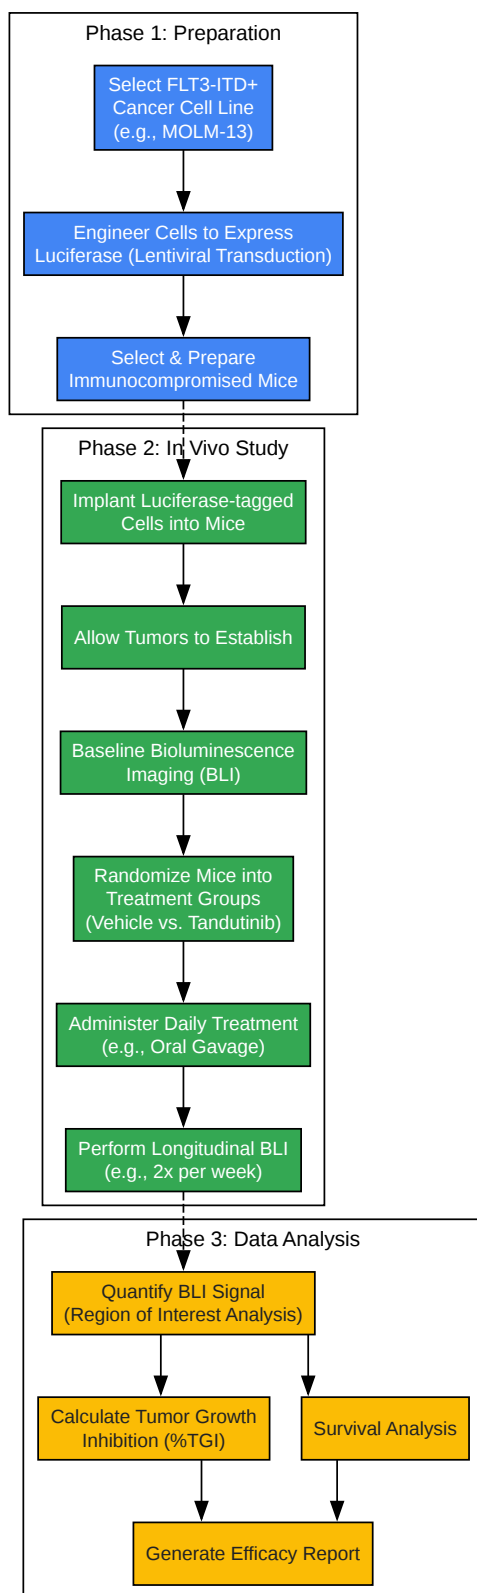 Phase 1: Preparation
Select FLT3-ITD+
Cancer Cell Line
(e.g., MOLM-13)
Engineer Cells to Express
Luciferase (Lentiviral Transduction)
Select & Prepare
Immunocompromised Mice
Phase 2: In Vivo Study
Implant Luciferase-tagged
Cells into Mice
Allow Tumors to Establish
Baseline Bioluminescence
Imaging (BLI)
Randomize Mice into
Treatment Groups
(Vehicle vs. Tandutinib)
Administer Daily Treatment
(e.g., Oral Gavage)
Perform Longitudinal BLI
(e.g., 2x per week)
Phase 3: Data Analysis
Quantify BLI Signal
(Region of Interest Analysis)
Calculate Tumor Growth
Inhibition (%TGI)
Survival Analysis
Generate Efficacy Report